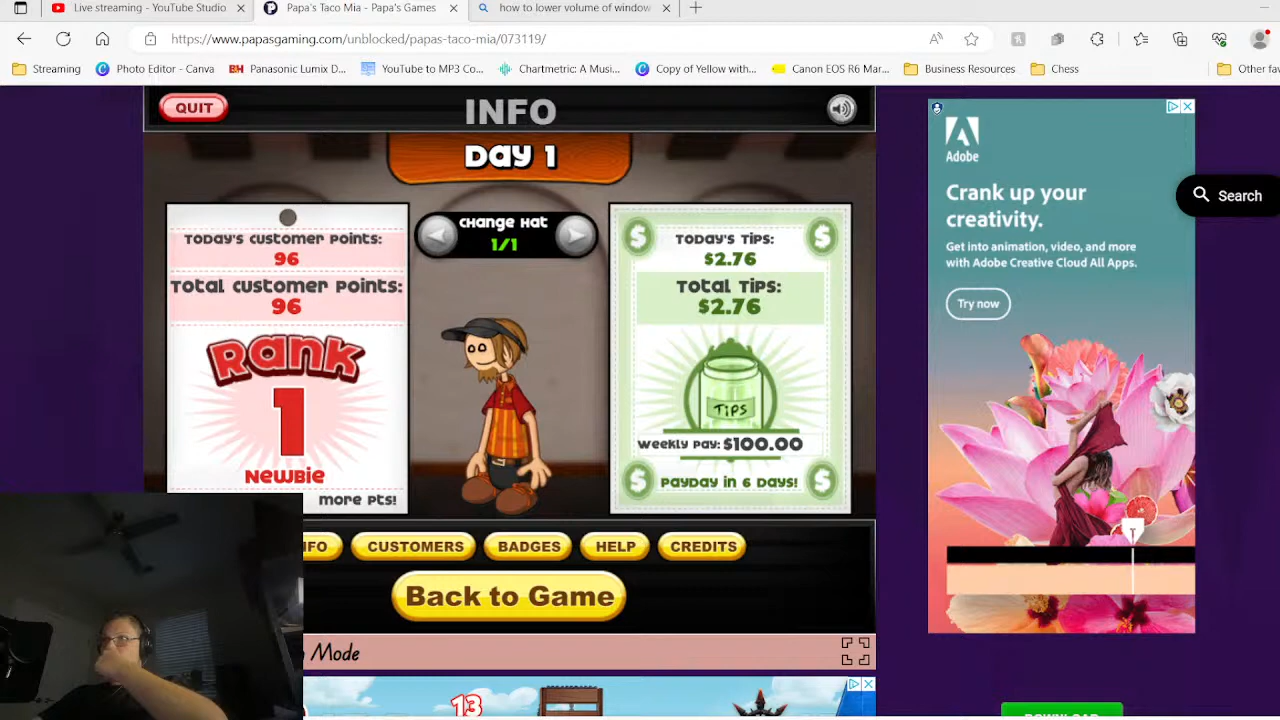 Live streaming - YouTube Studio
Papa's Taco Mia - Papa's Games
how to lower volume of window
https://www.papasgaming.com/unblocked/papas-taco-mia/073119/
Streaming
Photo Editor - Canva
Panasonic Lumix D...
YouTube to MP3 Co...
Chartmetric A Musi...
Copy of Yellow with...
Canon EOS R6 Mar...
Business Resources
Chess
Other fav
QUIT
INFO
Day 1
Today's customer points:
96
Total customer points:
96
Rank
1
Newbie
more pts!
Change Hat
1/1
Today's Tips:
$2.76
Total Tips:
$2.76
Tips
Weekly Pay: $100.00
Payday in 6 days!
CUSTOMERS
BADGES
HELP
CREDITS
Back to Game
Mode
13
Adobe
Crank up your
creativity.
Get into animation, video, and more
with Adobe Creative Cloud All Apps.
Try now
Search